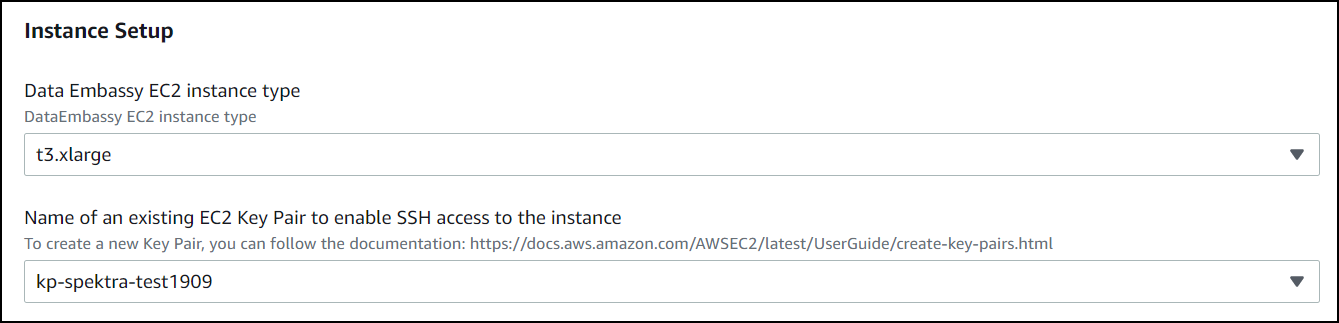 Instance Setup
Data Embassy EC2 instance type
DataEmbassy EC2 instance type
t3.xlarge
Name of an existing EC2 Key Pair to enable SSH access to the instance
To create a new Key Pair, you can follow the documentation: https://docs.aws.amazon.com/AWSEC2/latest/UserGuide/create-key-pairs.html
kp-spektra-test1909